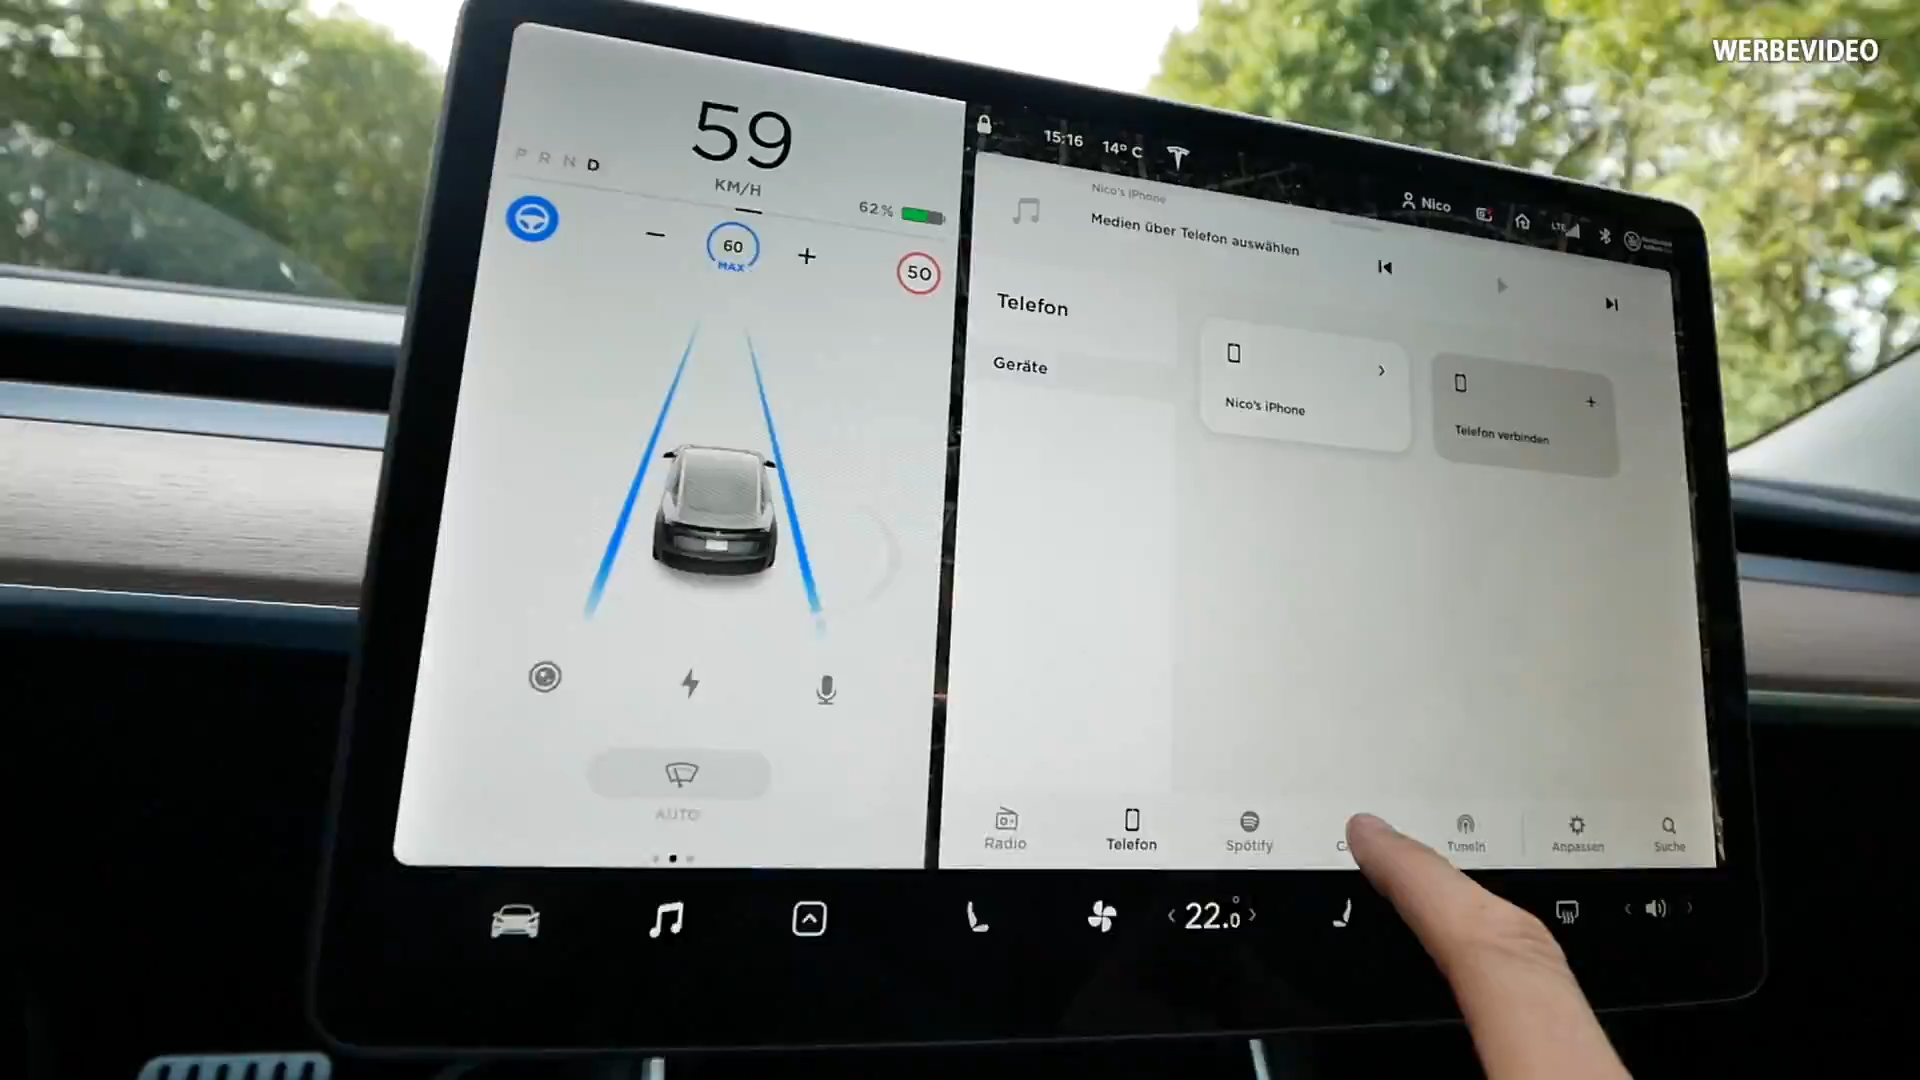 WERBEVIDEO
59
KM/H
P R N D
62%
60
MAX
50
15:16
14° C
Nico
LTE
Nico's iPhone
Medien über Telefon auswählen
Telefon
Geräte
Nico's iPhone
Telefon verbinden
AUTO
Radio
Telefon
Spotify
TuneIn
Anpassen
Suche
22.0°